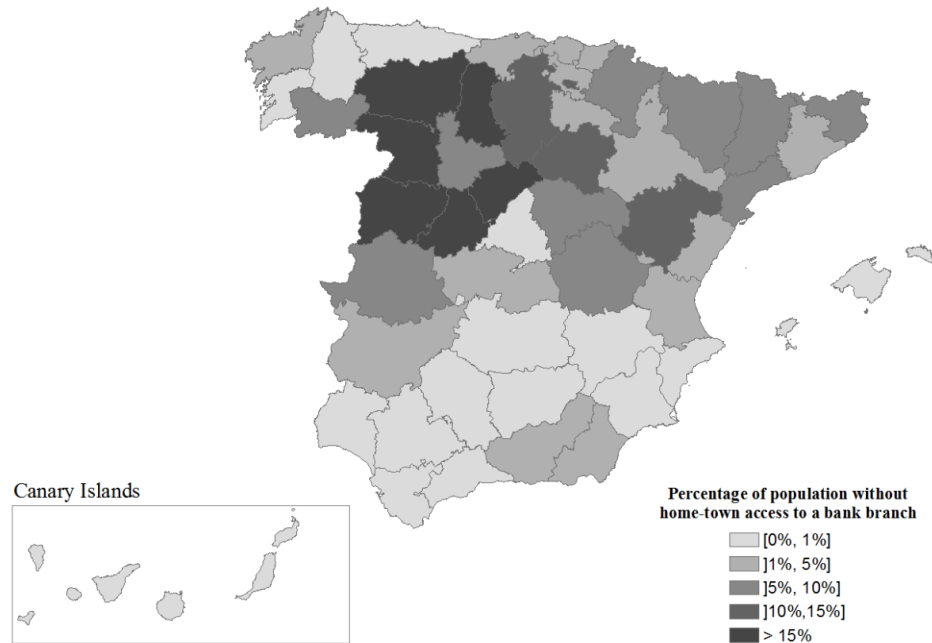 Canary Islands
Percentage of population without
home-town access to a bank branch
[0%, 1%]
]1%, 5%]
]5%, 10%]
]10%,15%]
> 15%